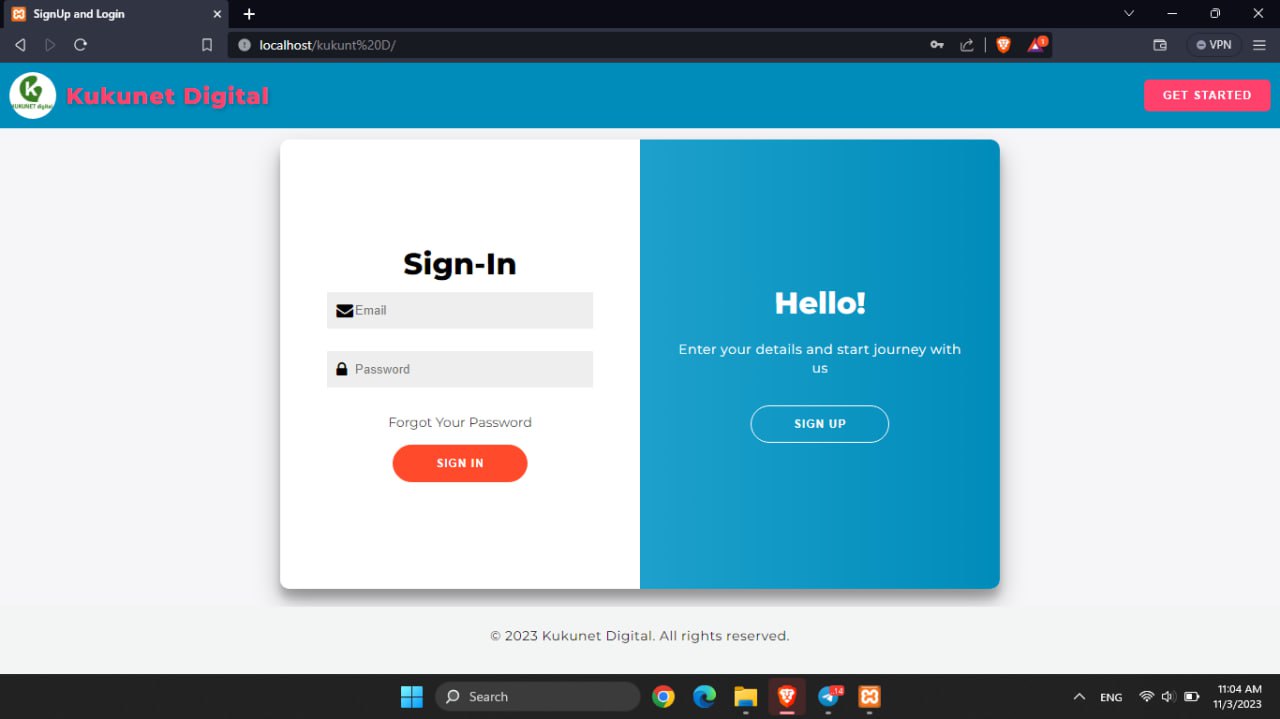 SignUp and Login
localhost/kukunt%20D/
1
VPN
K
KUKUNET digital
Kukunet Digital
GET STARTED
Sign-In
Email
Password
Forgot Your Password
SIGN IN
Hello!
Enter your details and start journey with
us
SIGN UP
© 2023 Kukunet Digital. All rights reserved.
Search
14
ENG
11:04 AM
11/3/2023